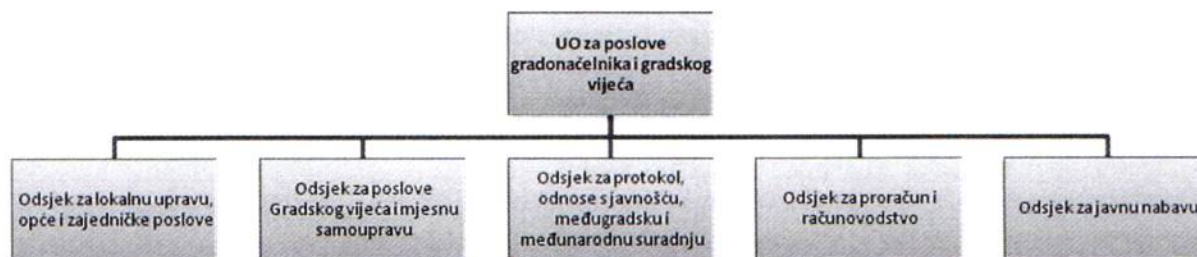 UO za poslove
gradonačelnika i gradskog
vijeća
Odsjek za lokalnu upravu,
opće i zajedničke poslove
Odsjek za poslove
Gradskog vijeća i mjesnu
samoupravu
Odsjek za protokol,
odnose s javnošću,
međugradsku i
međunarodnu suradnju
Odsjek za proračun i
računovodstvo
Odsjek za javnu nabavu